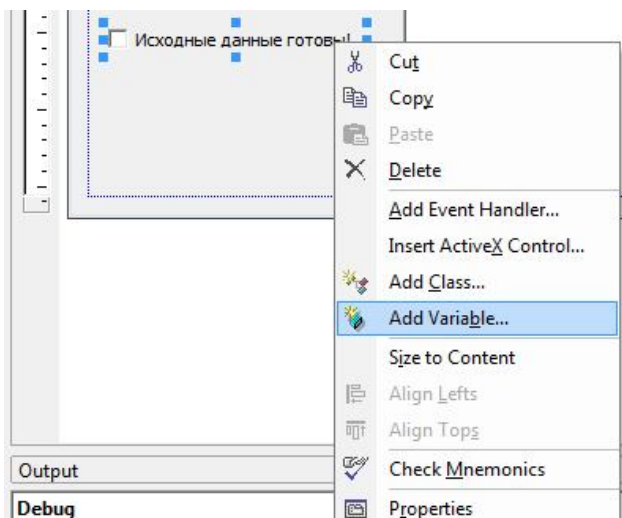 Исходные данные готовы!
Cut
Copy
Paste
Delete
Add Event Handler...
Insert ActiveX Control...
Add Class...
Add Variable...
Size to Content
Align Lefts
Align Tops
Output
Check Mnemonics
Debug
Properties